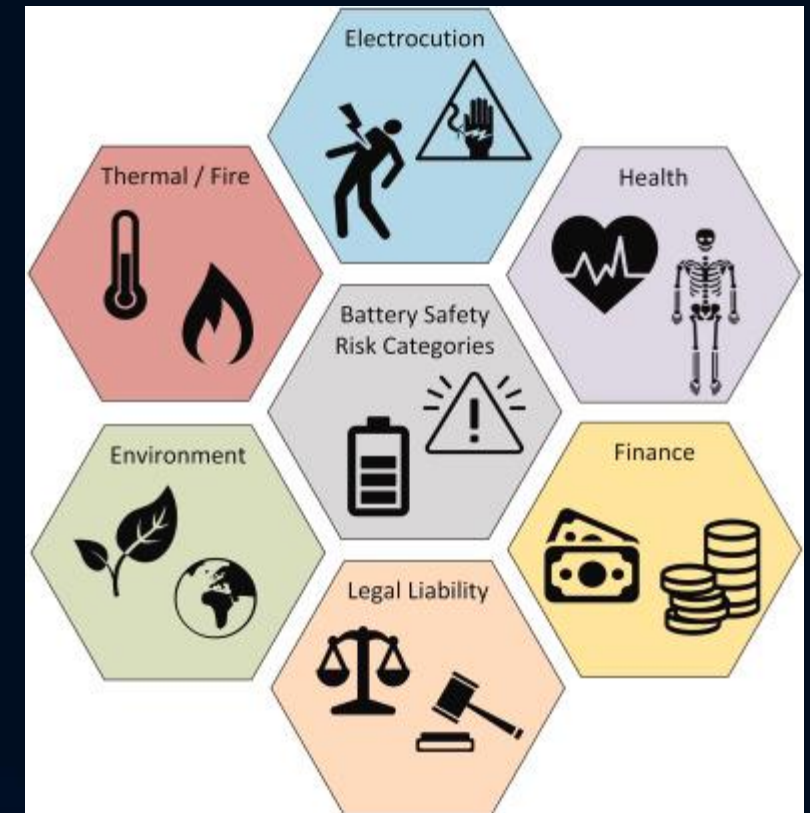 Electrocution
Thermal / Fire
Health
Battery Safety
Risk Categories
Environment
Finance
Legal Liability